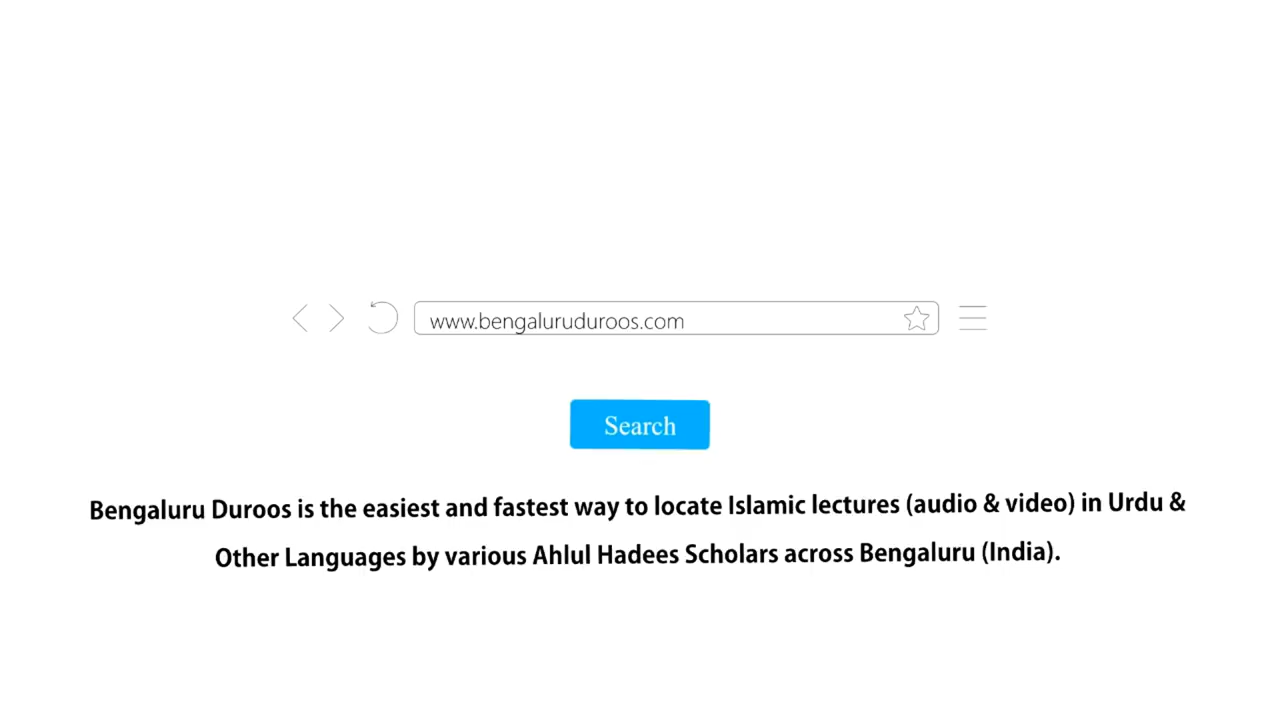 www.bengaluruduroos.com
Search
Bengaluru Duroos is the easiest and fastest way to locate Islamic lectures (audio & video) in Urdu &
Other Languages by various Ahlul Hadees Scholars across Bengaluru (India).